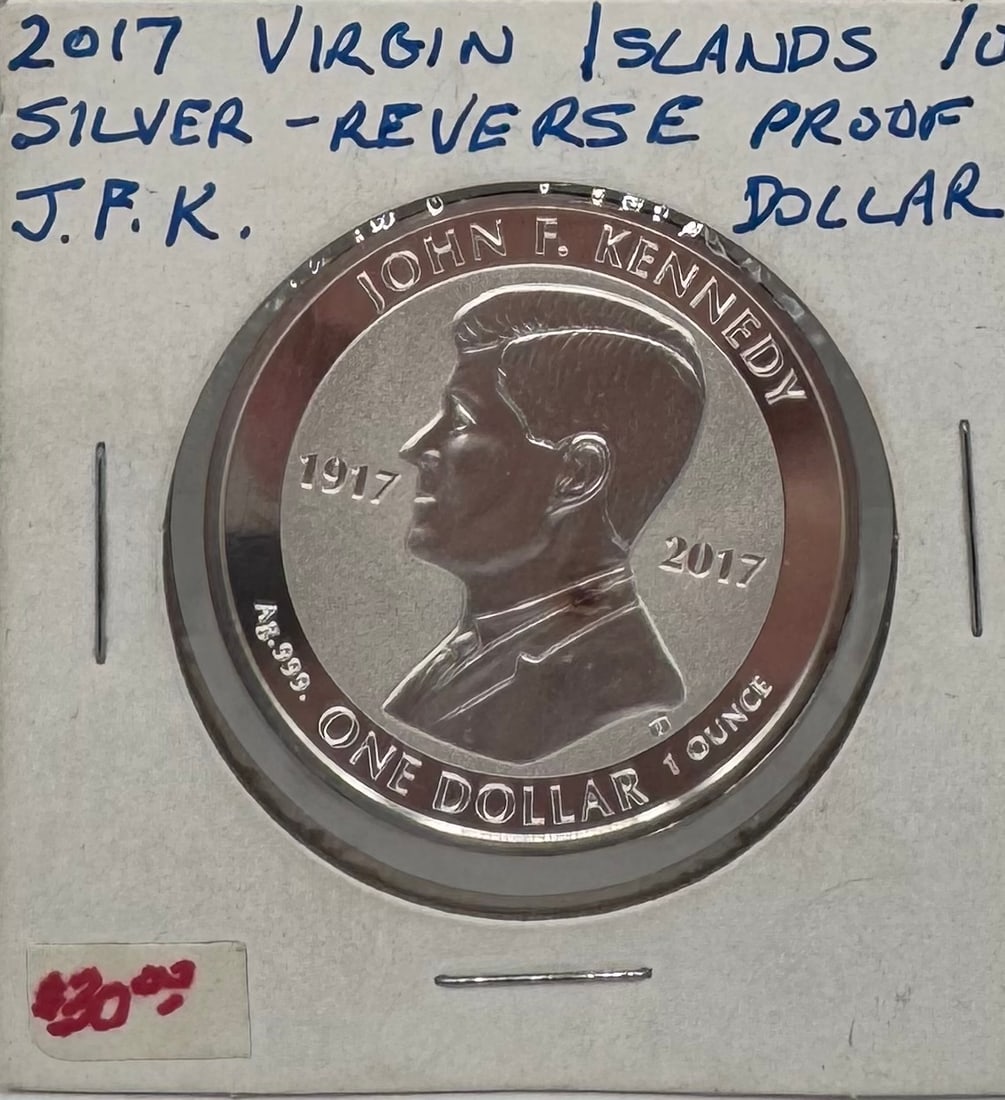 2017 VIRGIN ISLANDS 10
SILVER - REVERSE PROOF
J.F.K. DOLLAR
JOHN F. KENNEDY
1917
2017
AG.999.
ONE DOLLAR
1 OUNCE
$30.00